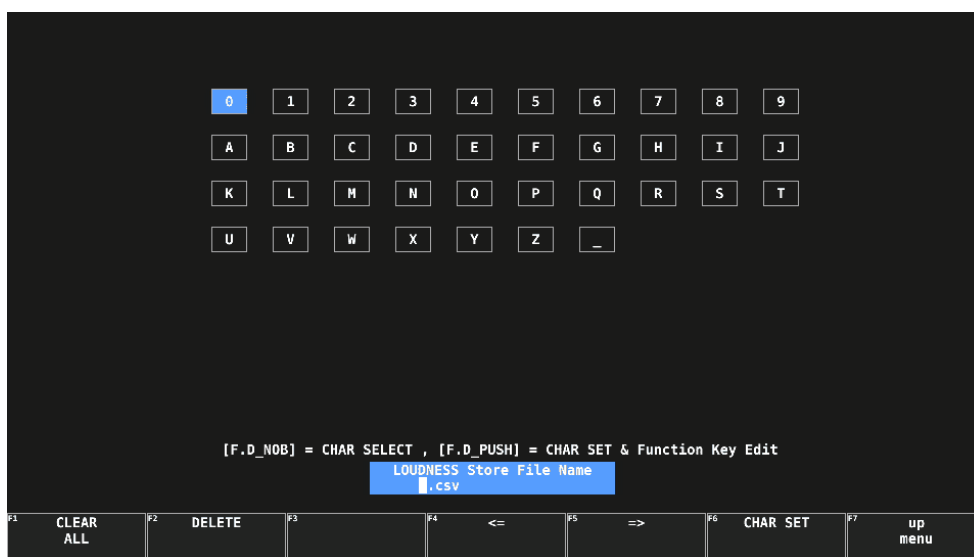 0 1 2 3 4 5 6 7 8 9
A B C D E F G H I J
K L M N O P Q R S T
U V W X Y Z _
[F.D_NOB] = CHAR SELECT , [F.D_PUSH] = CHAR SET & Function Key Edit
LOUDNESS Store File Name
.csv
F1 CLEAR ALL F2 DELETE F3 F4 <= F5 => F6 CHAR SET F7 up menu